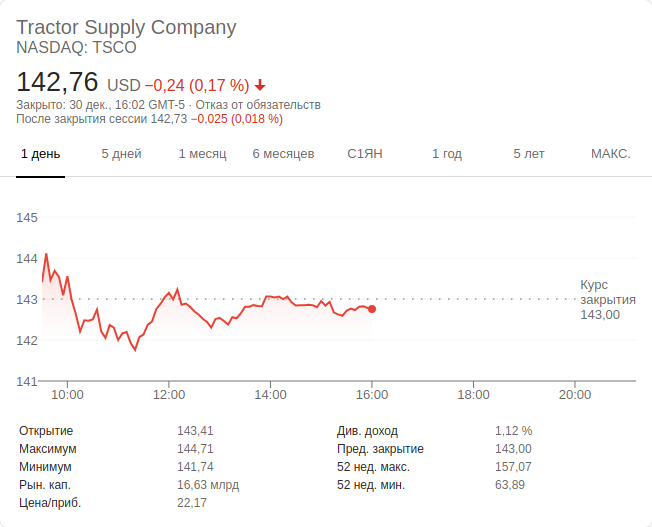 Tractor Supply Company
NASDAQ: TSCO
142,76 USD −0,24 (0,17 %)
Закрыто: 30 дек., 16:02 GMT-5 · Отказ от обязательств
После закрытия сессии 142,73 −0,025 (0,018 %)
1 день 5 дней 1 месяц 6 месяцев С1ЯН 1 год 5 лет МАКС.
145
144
143
142
141
Курс
закрытия
143,00
10:00 12:00 14:00 16:00 18:00 20:00
Открытие 143,41 Див. доход 1,12 %
Максимум 144,71 Пред. закрытие 143,00
Минимум 141,74 52 нед. макс. 157,07
Рын. кап. 16,63 млрд 52 нед. мин. 63,89
Цена/приб. 22,17